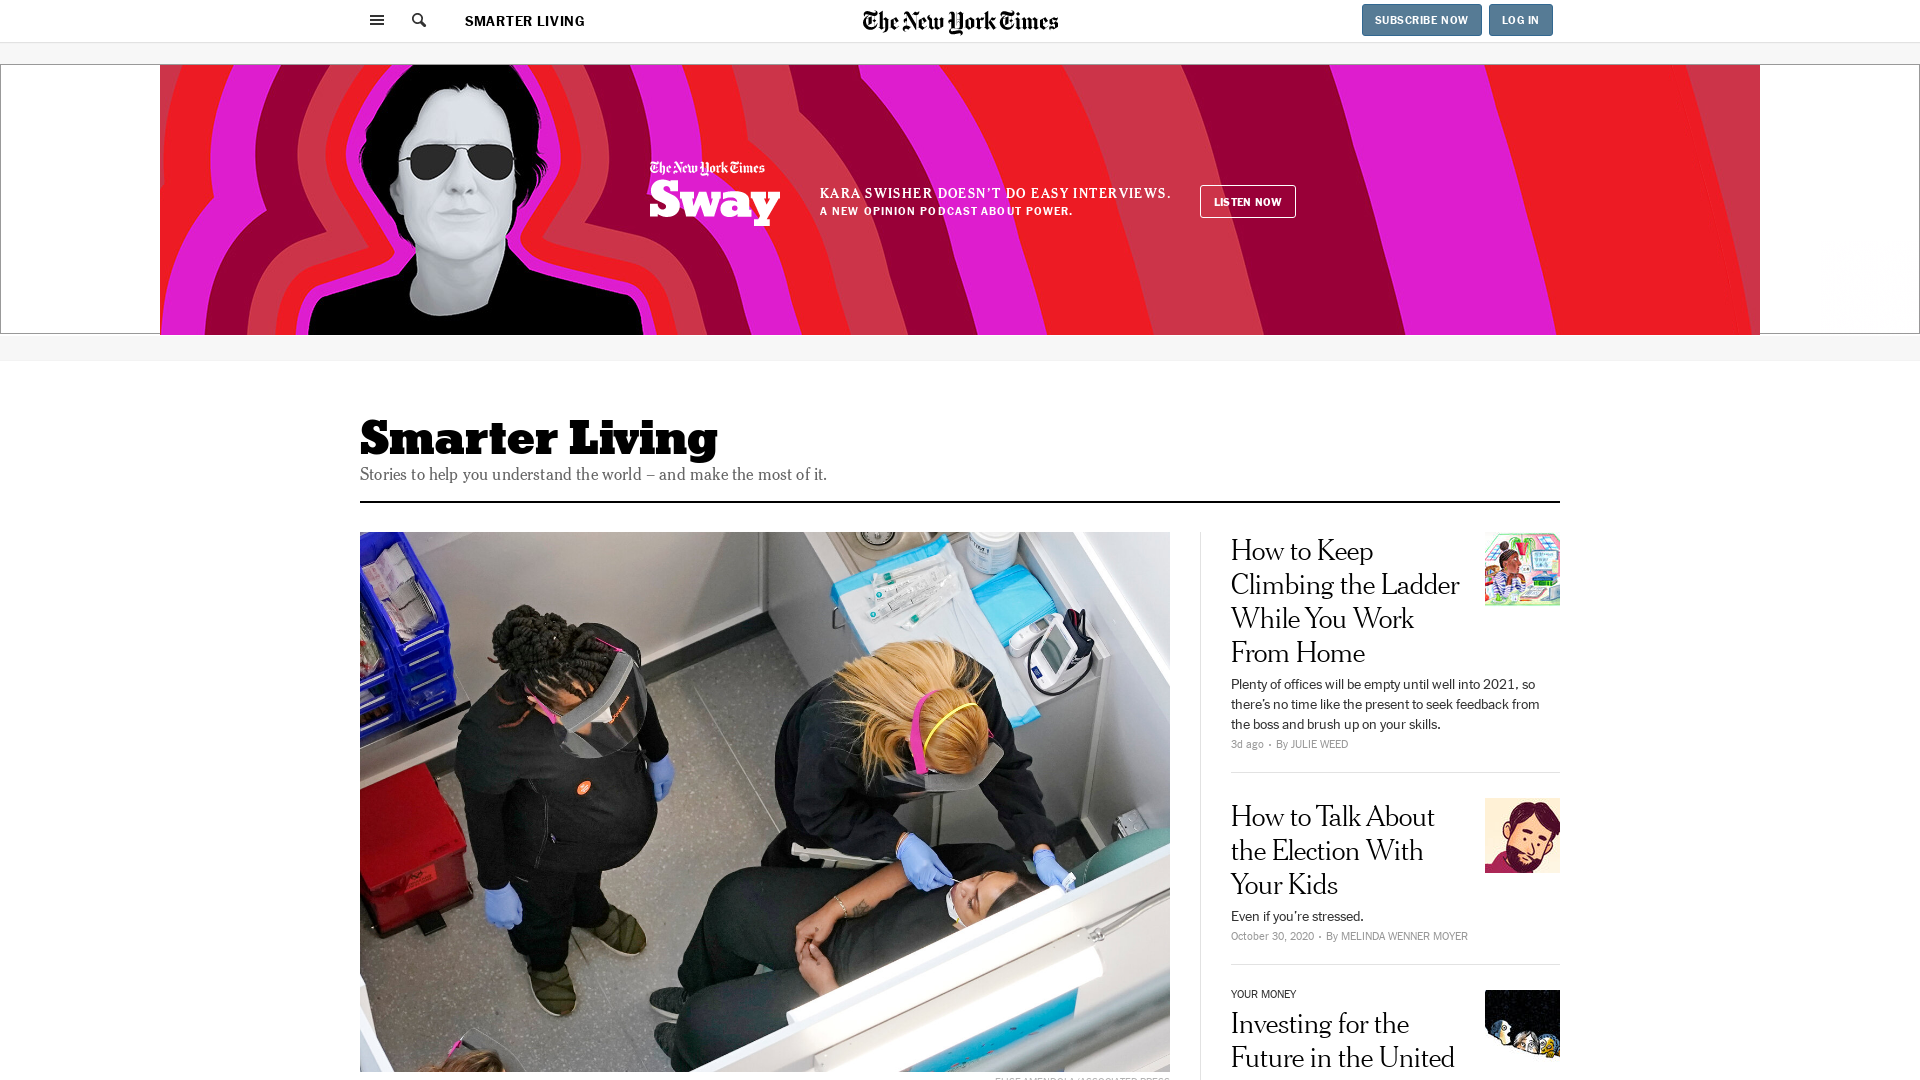 SMARTER LIVING
The New York Times
SUBSCRIBE NOW
LOG IN
The New York Times
Sway
KARA SWISHER DOESN'T DO EASY INTERVIEWS.
A NEW OPINION PODCAST ABOUT POWER.
LISTEN NOW
Smarter Living
Stories to help you understand the world – and make the most of it.
How to Keep
Climbing the Ladder
While You Work
From Home
Plenty of offices will be empty until well into 2021, so
there's no time like the present to seek feedback from
the boss and brush up on your skills.
3d ago • By JULIE WEED
How to Talk About
the Election With
Your Kids
Even if you're stressed.
October 30, 2020 • By MELINDA WENNER MOYER
YOUR MONEY
Investing for the
Future in the United